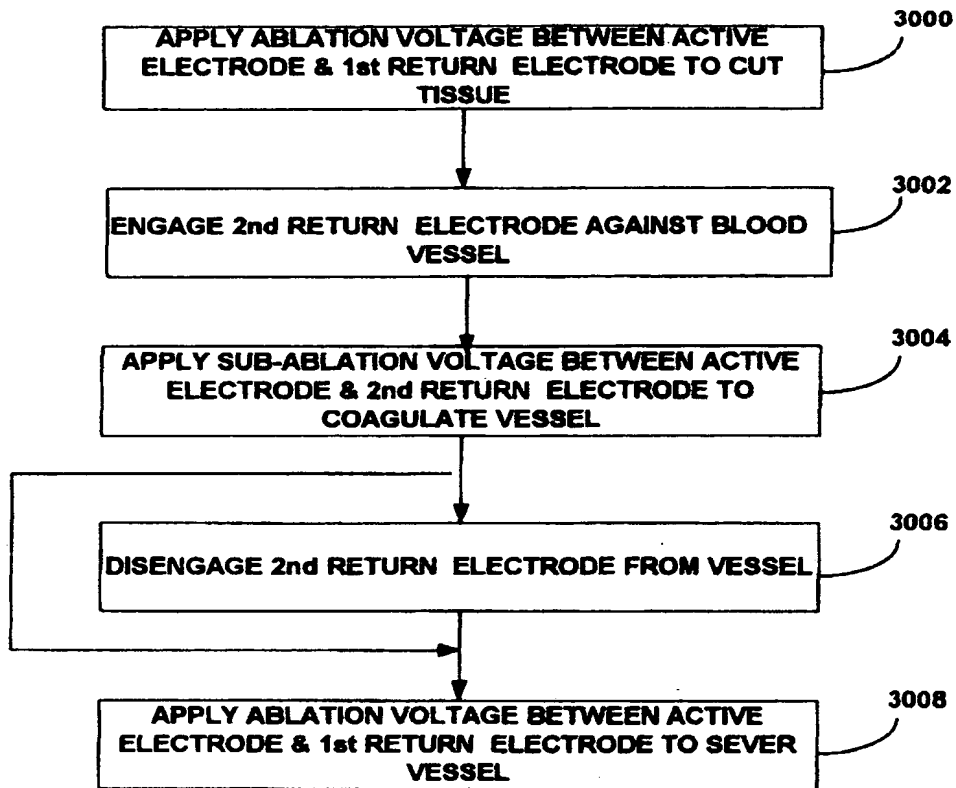 3000
APPLY ABLATION VOLTAGE BETWEEN ACTIVE
ELECTRODE & 1st RETURN ELECTRODE TO CUT
TISSUE
3002
ENGAGE 2nd RETURN ELECTRODE AGAINST BLOOD
VESSEL
3004
APPLY SUB-ABLATION VOLTAGE BETWEEN ACTIVE
ELECTRODE & 2nd RETURN ELECTRODE TO
COAGULATE VESSEL
3006
DISENGAGE 2nd RETURN ELECTRODE FROM VESSEL
3008
APPLY ABLATION VOLTAGE BETWEEN ACTIVE
ELECTRODE & 1st RETURN ELECTRODE TO SEVER
VESSEL